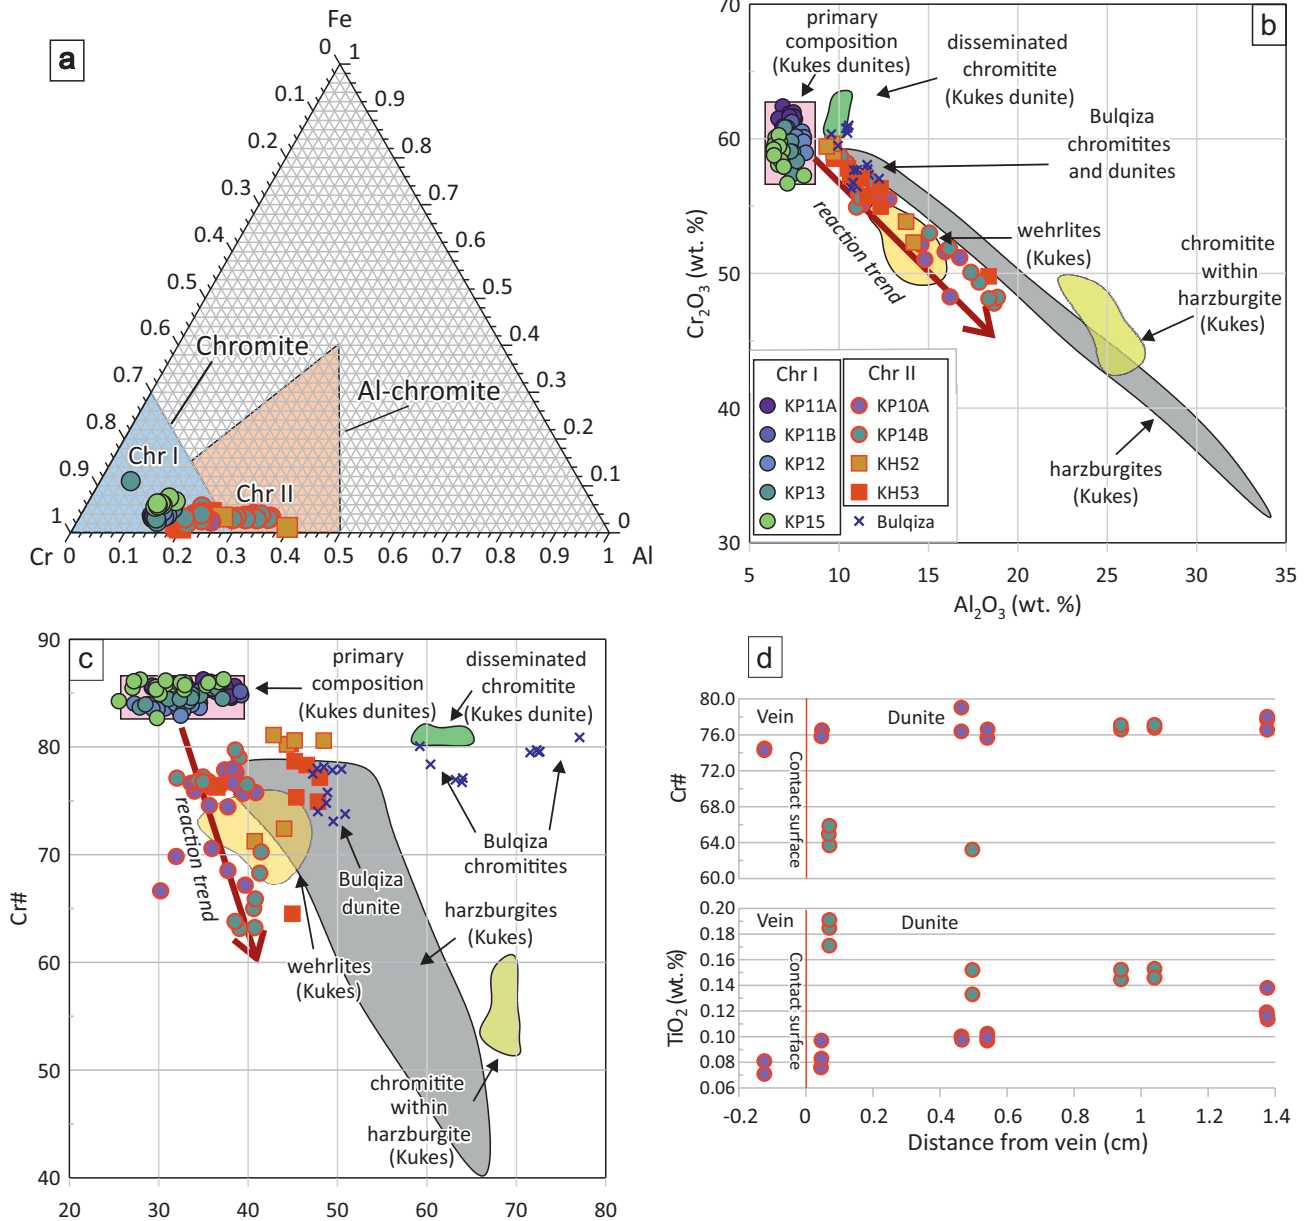 a
Fe
0
1
0.1
0.2
0.3
0.4
0.5
0.6
0.7
0.8
0.9
1
0.9
0.8
0.7
0.6
0.5
0.4
0.3
0.2
0.1
0
Chromite
Al-chromite
Chr I
Chr II
0 0.1 0.2 0.3 0.4 0.5 0.6 0.7 0.8 0.9 1
Cr
Al
b
70
60
50
40
30
Cr2O3 (wt. %)
primary
composition
(Kukes dunites)
disseminated
chromitite
(Kukes dunite)
Bulqiza
chromitites
and dunites
wehrlites
(Kukes)
chromitite
within
harzburgite
(Kukes)
reaction trend
harzburgites
(Kukes)
Chr I
KP11A
KP11B
KP12
KP13
KP15
Chr II
KP10A
KP14B
KH52
KH53
Bulqiza
5 10 15 20 25 30 35
Al2O3 (wt. %)
c
90
80
70
60
50
40
Cr#
primary
composition
(Kukes dunites)
disseminated
chromitite
(Kukes dunite)
reaction trend
Bulqiza
chromitites
Bulqiza
dunite
harzburgites
(Kukes)
wehrlites
(Kukes)
chromitite
within
harzburgite
(Kukes)
20 30 40 50 60 70 80
d
80.0
76.0
72.0
68.0
64.0
60.0
Cr#
Vein
Dunite
Contact surface
0.20
0.18
0.16
0.14
0.12
0.10
0.08
0.06
TiO2 (wt.%)
Vein
Dunite
Contact surface
-0.2 0 0.2 0.4 0.6 0.8 1 1.2 1.4
Distance from vein (cm)